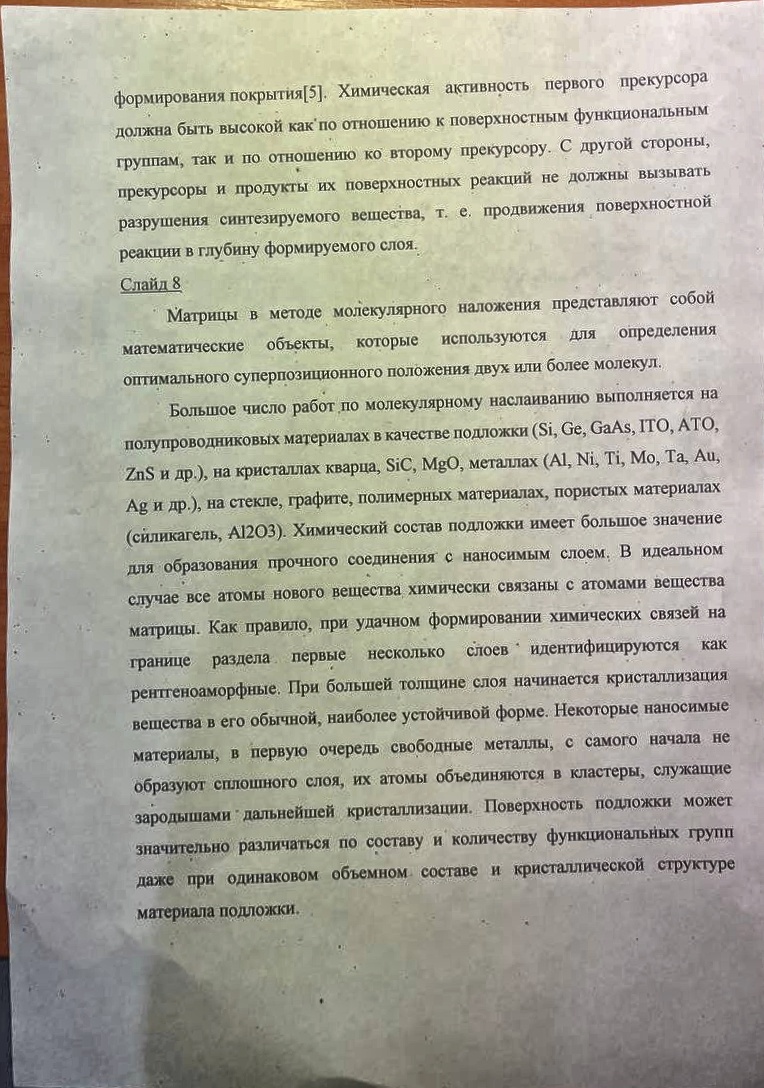 формирования покрытия[5]. Химическая активность первого прекурсора
должна быть высокой как по отношению к поверхностным функциональным
группам, так и по отношению ко второму прекурсору. С другой стороны,
прекурсоры и продукты их поверхностных реакций не должны вызывать
разрушения синтезируемого вещества, т. е. продвижения поверхностной
реакции в глубину формируемого слоя.
Слайд 8
Матрицы в методе молекулярного наложения представляют собой
математические объекты, которые используются для определения
оптимального суперпозиционного положения двух или более молекул.
Большое число работ по молекулярному наслаиванию выполняется на
полупроводниковых материалах в качестве подложки (Si, Ge, GaAs, ITO, ATO,
ZnS и др.), на кристаллах кварца, SiC, MgO, металлах (Al, Ni, Ti, Mo, Ta, Au,
Ag и др.), на стекле, графите, полимерных материалах, пористых материалах
(силикагель, Al2O3). Химический состав подложки имеет большое значение
для образования прочного соединения с наносимым слоем. В идеальном
случае все атомы нового вещества химически связаны с атомами вещества
матрицы. Как правило, при удачном формировании химических связей на
границе раздела первые несколько слоев идентифицируются как
рентгеноаморфные. При большей толщине слоя начинается кристаллизация
вещества в его обычной, наиболее устойчивой форме. Некоторые наносимые
материалы, в первую очередь свободные металлы, с самого начала не
образуют сплошного слоя, их атомы объединяются в кластеры, служащие
зародышами дальнейшей кристаллизации. Поверхность подложки может
значительно различаться по составу и количеству функциональных групп
даже при одинаковом объемном составе и кристаллической структуре
материала подложки.